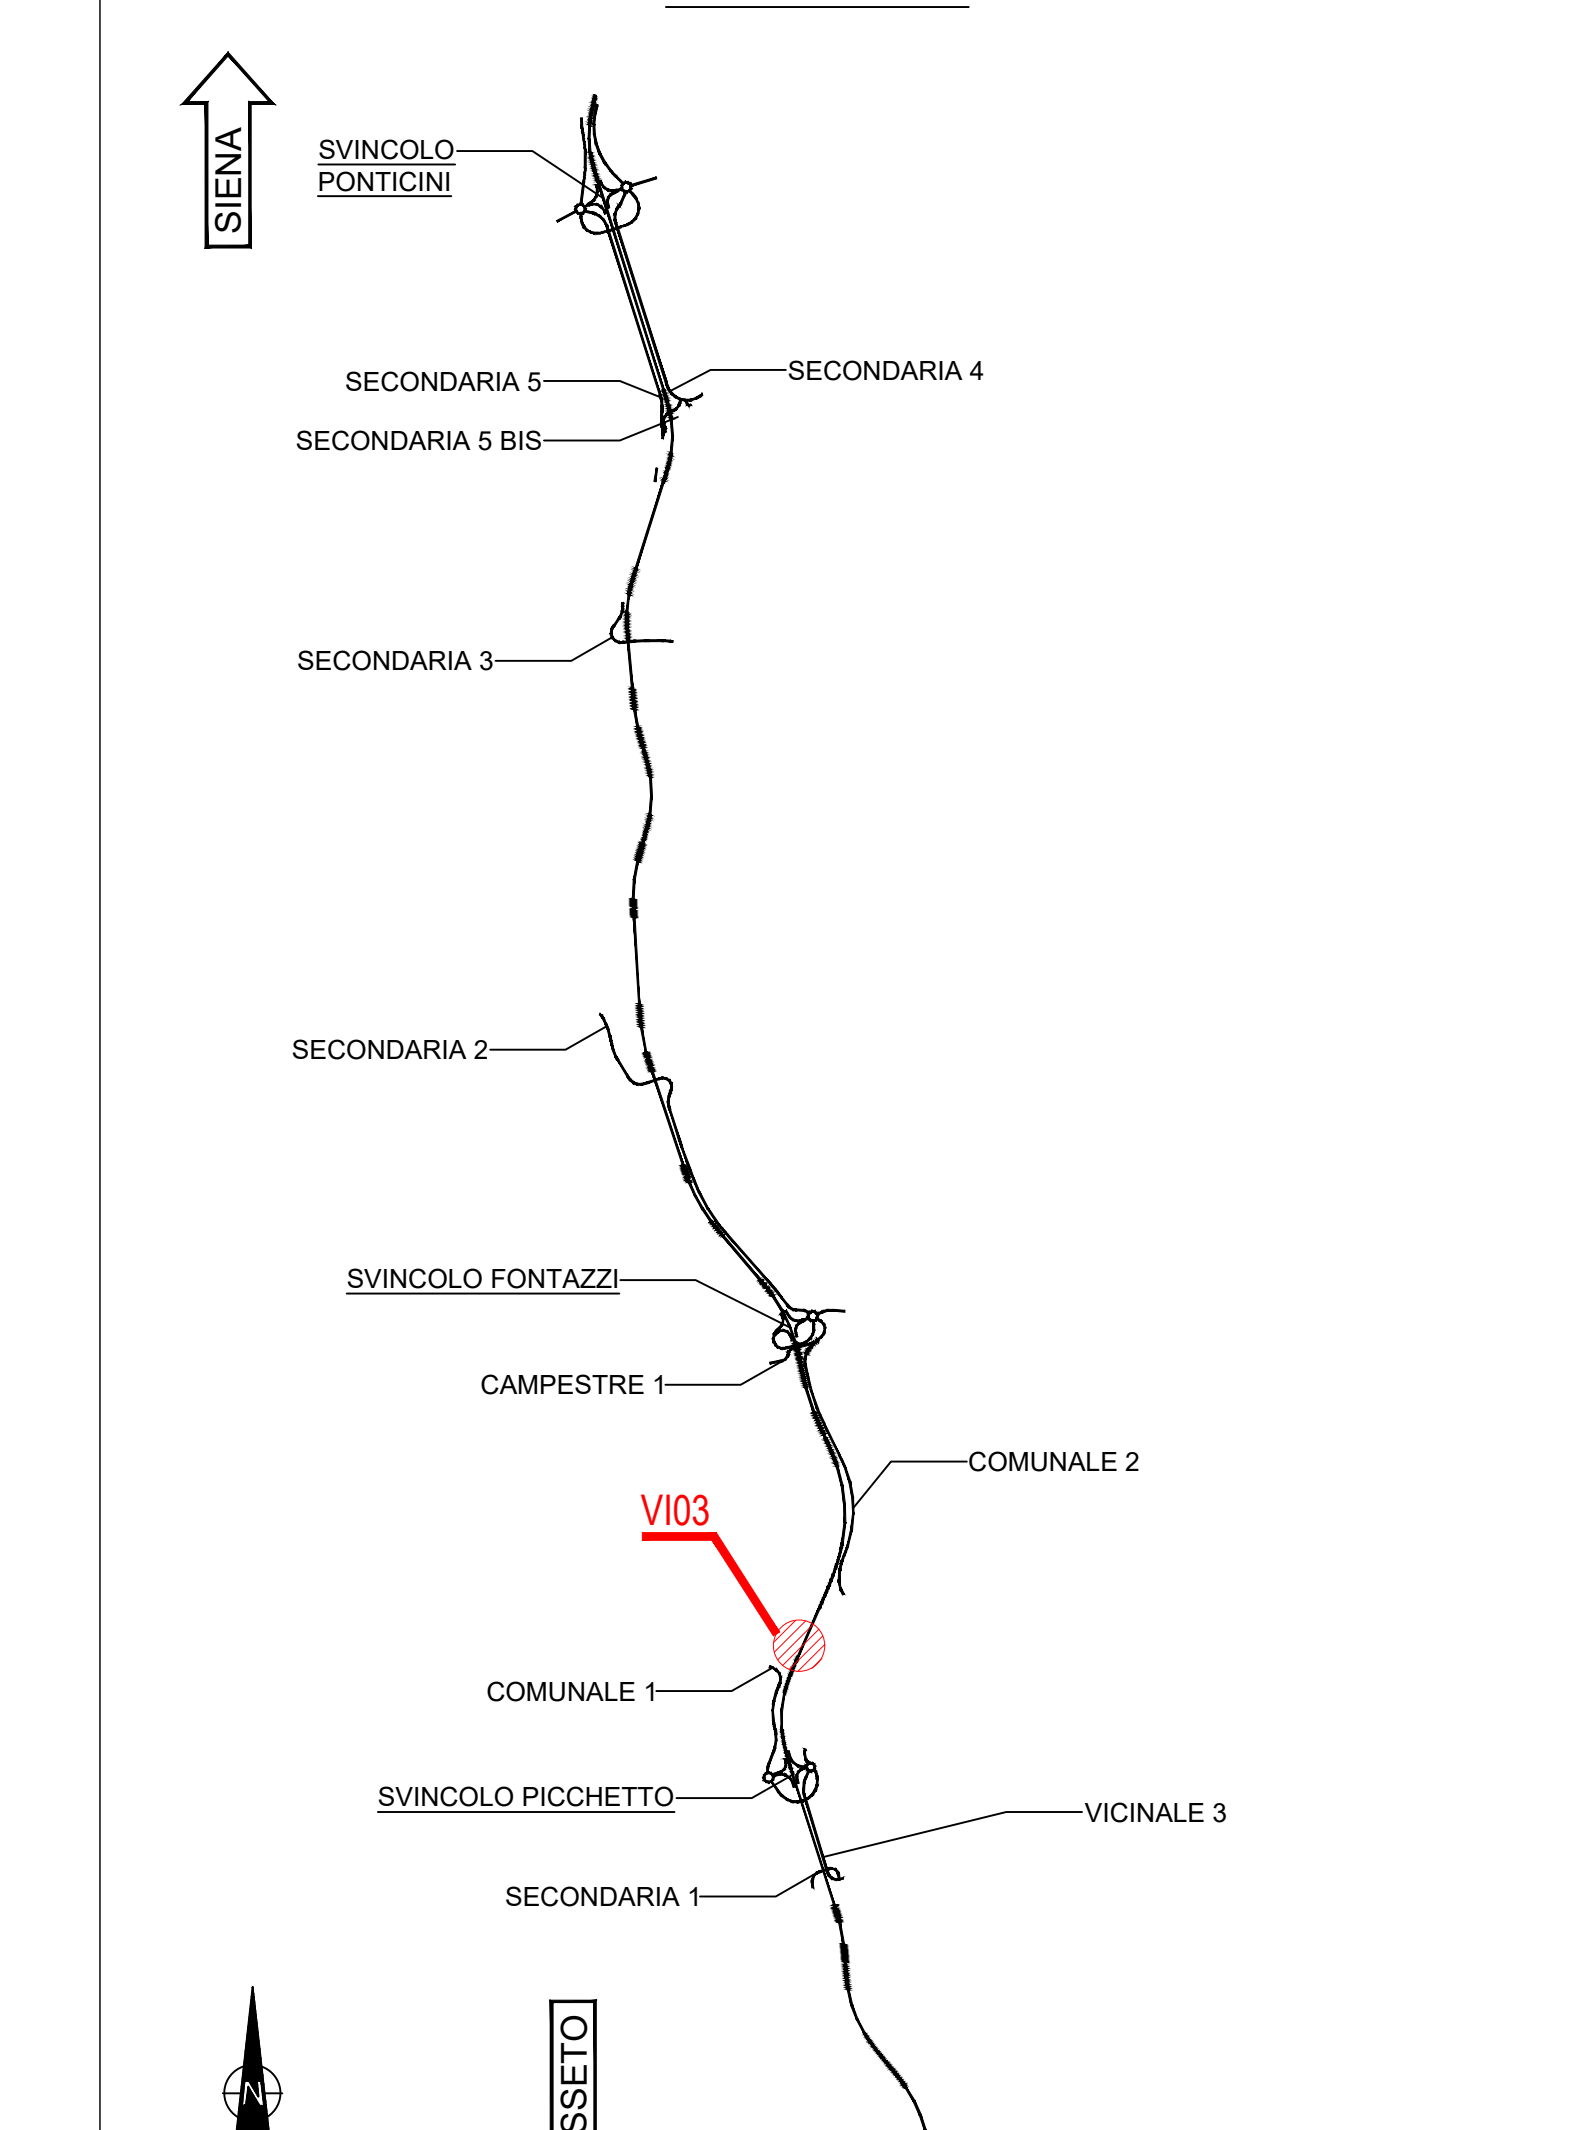 SIENA
SVINCOLO
PONTICINI
SECONDARIA 4
SECONDARIA 5
SECONDARIA 5 BIS
SECONDARIA 3
SECONDARIA 2
SVINCOLO FONTAZZI
CAMPESTRE 1
COMUNALE 2
VI03
COMUNALE 1
SVINCOLO PICCHETTO
VICINALE 3
SECONDARIA 1
N
SSETO